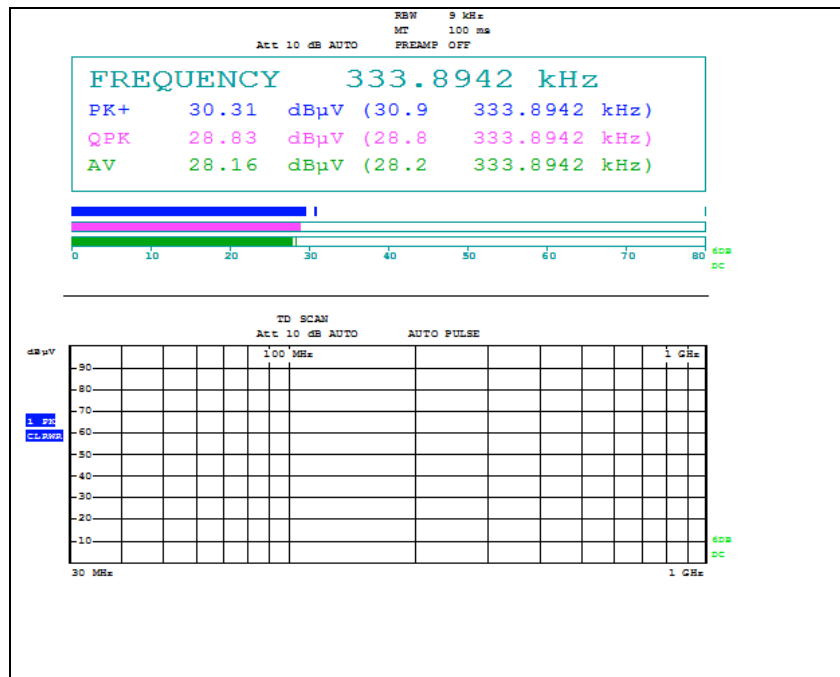 RBW 9 kHz
MT 100 ms
Att 10 dB AUTO PREAMP OFF
FREQUENCY 333.8942 kHz
PK+ 30.31 dBµV (30.9 333.8942 kHz)
QPK 28.83 dBµV (28.8 333.8942 kHz)
AV 28.16 dBµV (28.2 333.8942 kHz)
0 10 20 30 40 50 60 70 80
6DB
DC
TD SCAN
Att 10 dB AUTO AUTO PULSE
dBµV
100 MHz 1 GHz
90
80
70
1 PK
CLRWR
60
50
40
30
20
10
6DB
DC
30 MHz 1 GHz